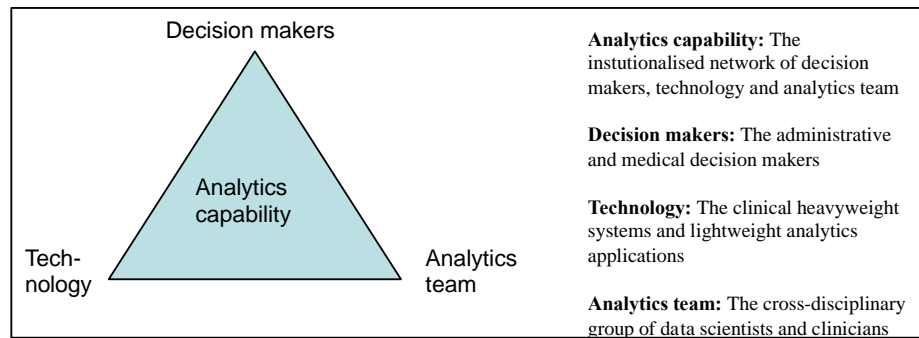 Decision makers
Analytics
capability
Tech-
nology
Analytics
team
Analytics capability: The
instutionalised network of decision
makers, technology and analytics team
Decision makers: The administrative
and medical decision makers
Technology: The clinical heavyweight
systems and lightweight analytics
applications
Analytics team: The cross-disciplinary
group of data scientists and clinicians